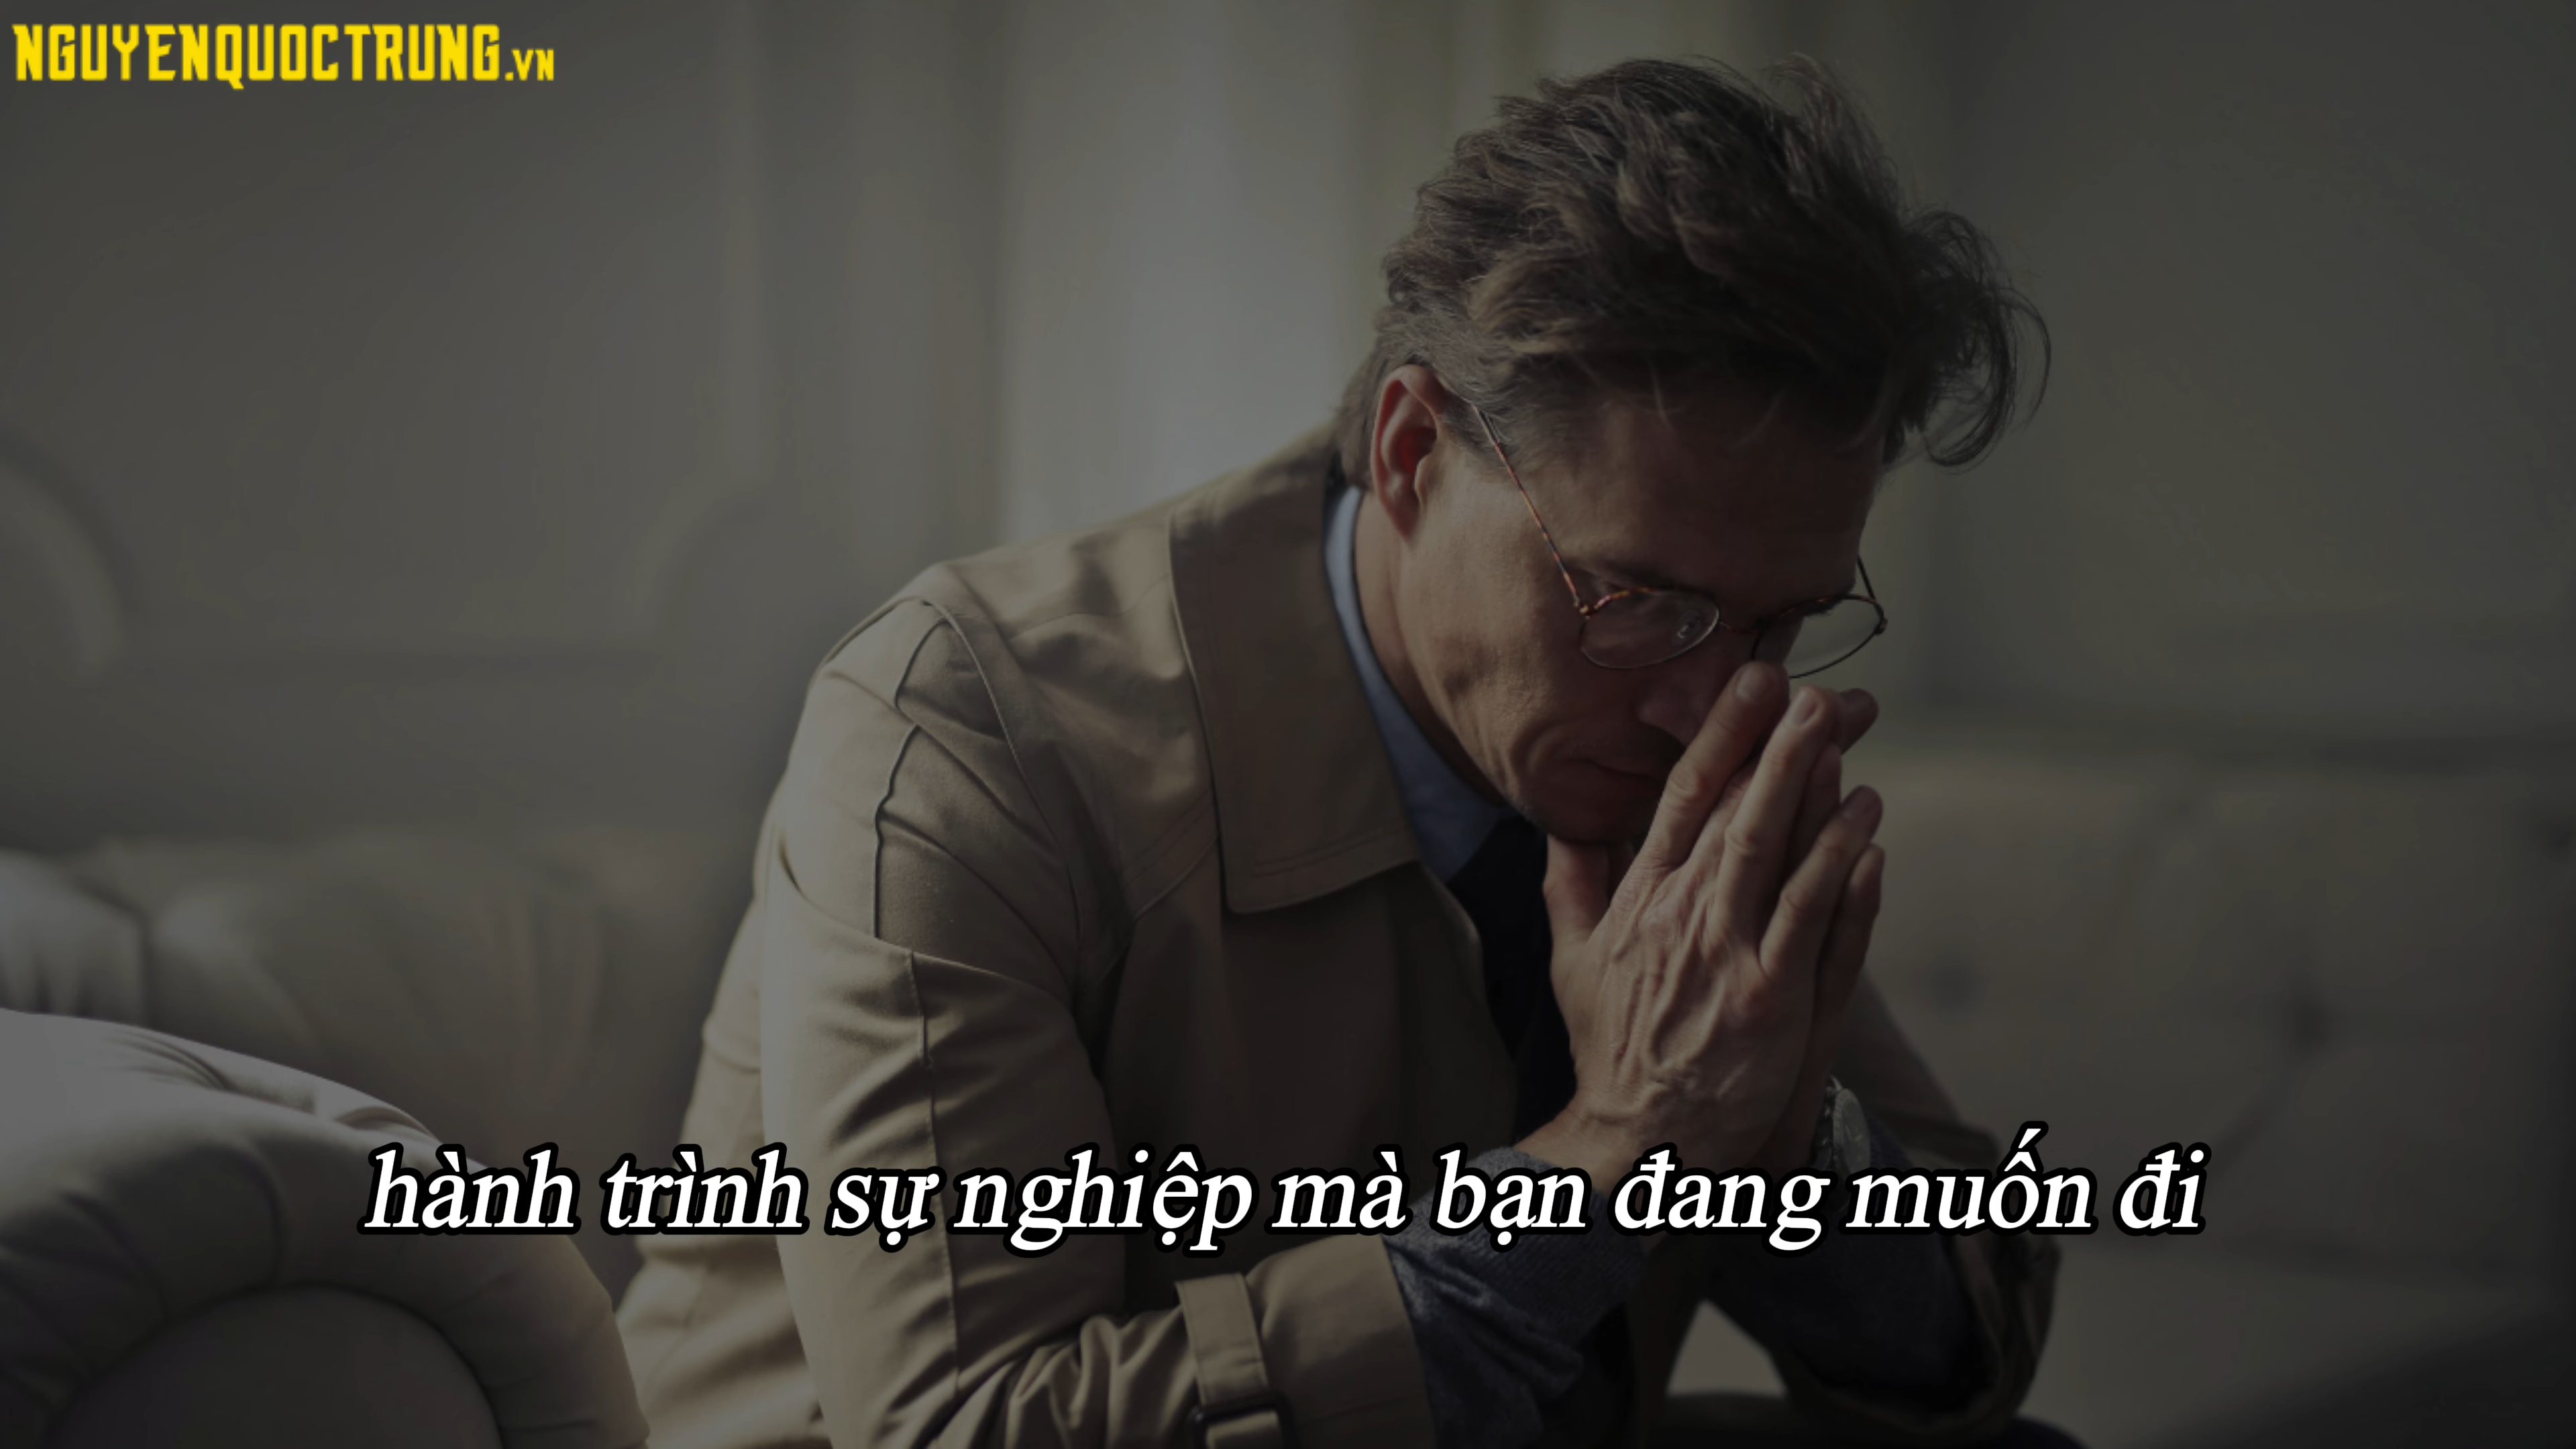 NGUYENQUOCTRUNG.VN
hành trình sự nghiệp mà bạn đang muốn đi